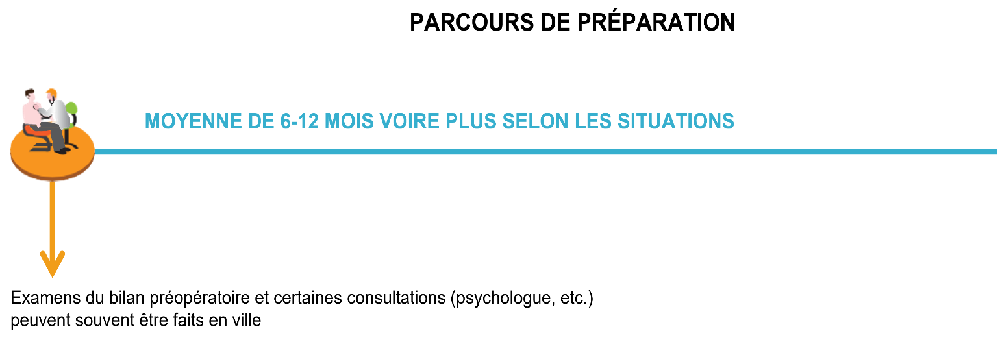 PARCOURS DE PRÉPARATION
MOYENNE DE 6-12 MOIS VOIRE PLUS SELON LES SITUATIONS
Examens du bilan préopératoire et certaines consultations (psychologue, etc.)
peuvent souvent être faits en ville